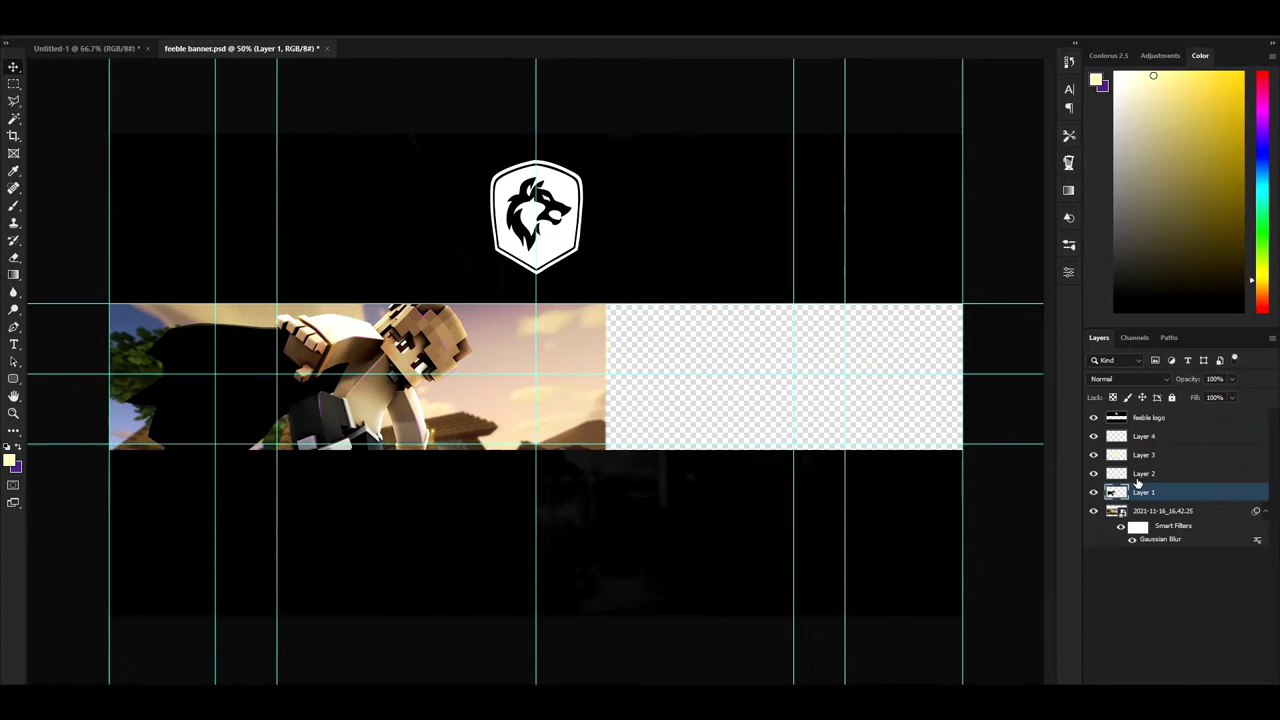 Untitled-1 @ 66.7% (RGB/8#) * ×
feeble banner.psd @ 50% (Layer 1, RGB/8#) * ×
Coolorus 2.5 Adjustments Color
Layers Channels Paths
Kind
Normal Opacity: 100%
Lock: Fill: 100%
feeble logo
Layer 4
Layer 3
Layer 2
Layer 1
2021-11-16_16.42.25
Smart Filters
Gaussian Blur